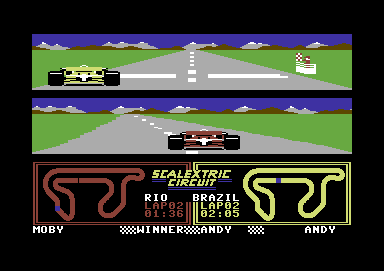 SCALEXTRIC
CIRCUIT
RIO BRAZIL
LAP02 LAP02
01:36 02:05
MOBY WINNER ANDY ANDY